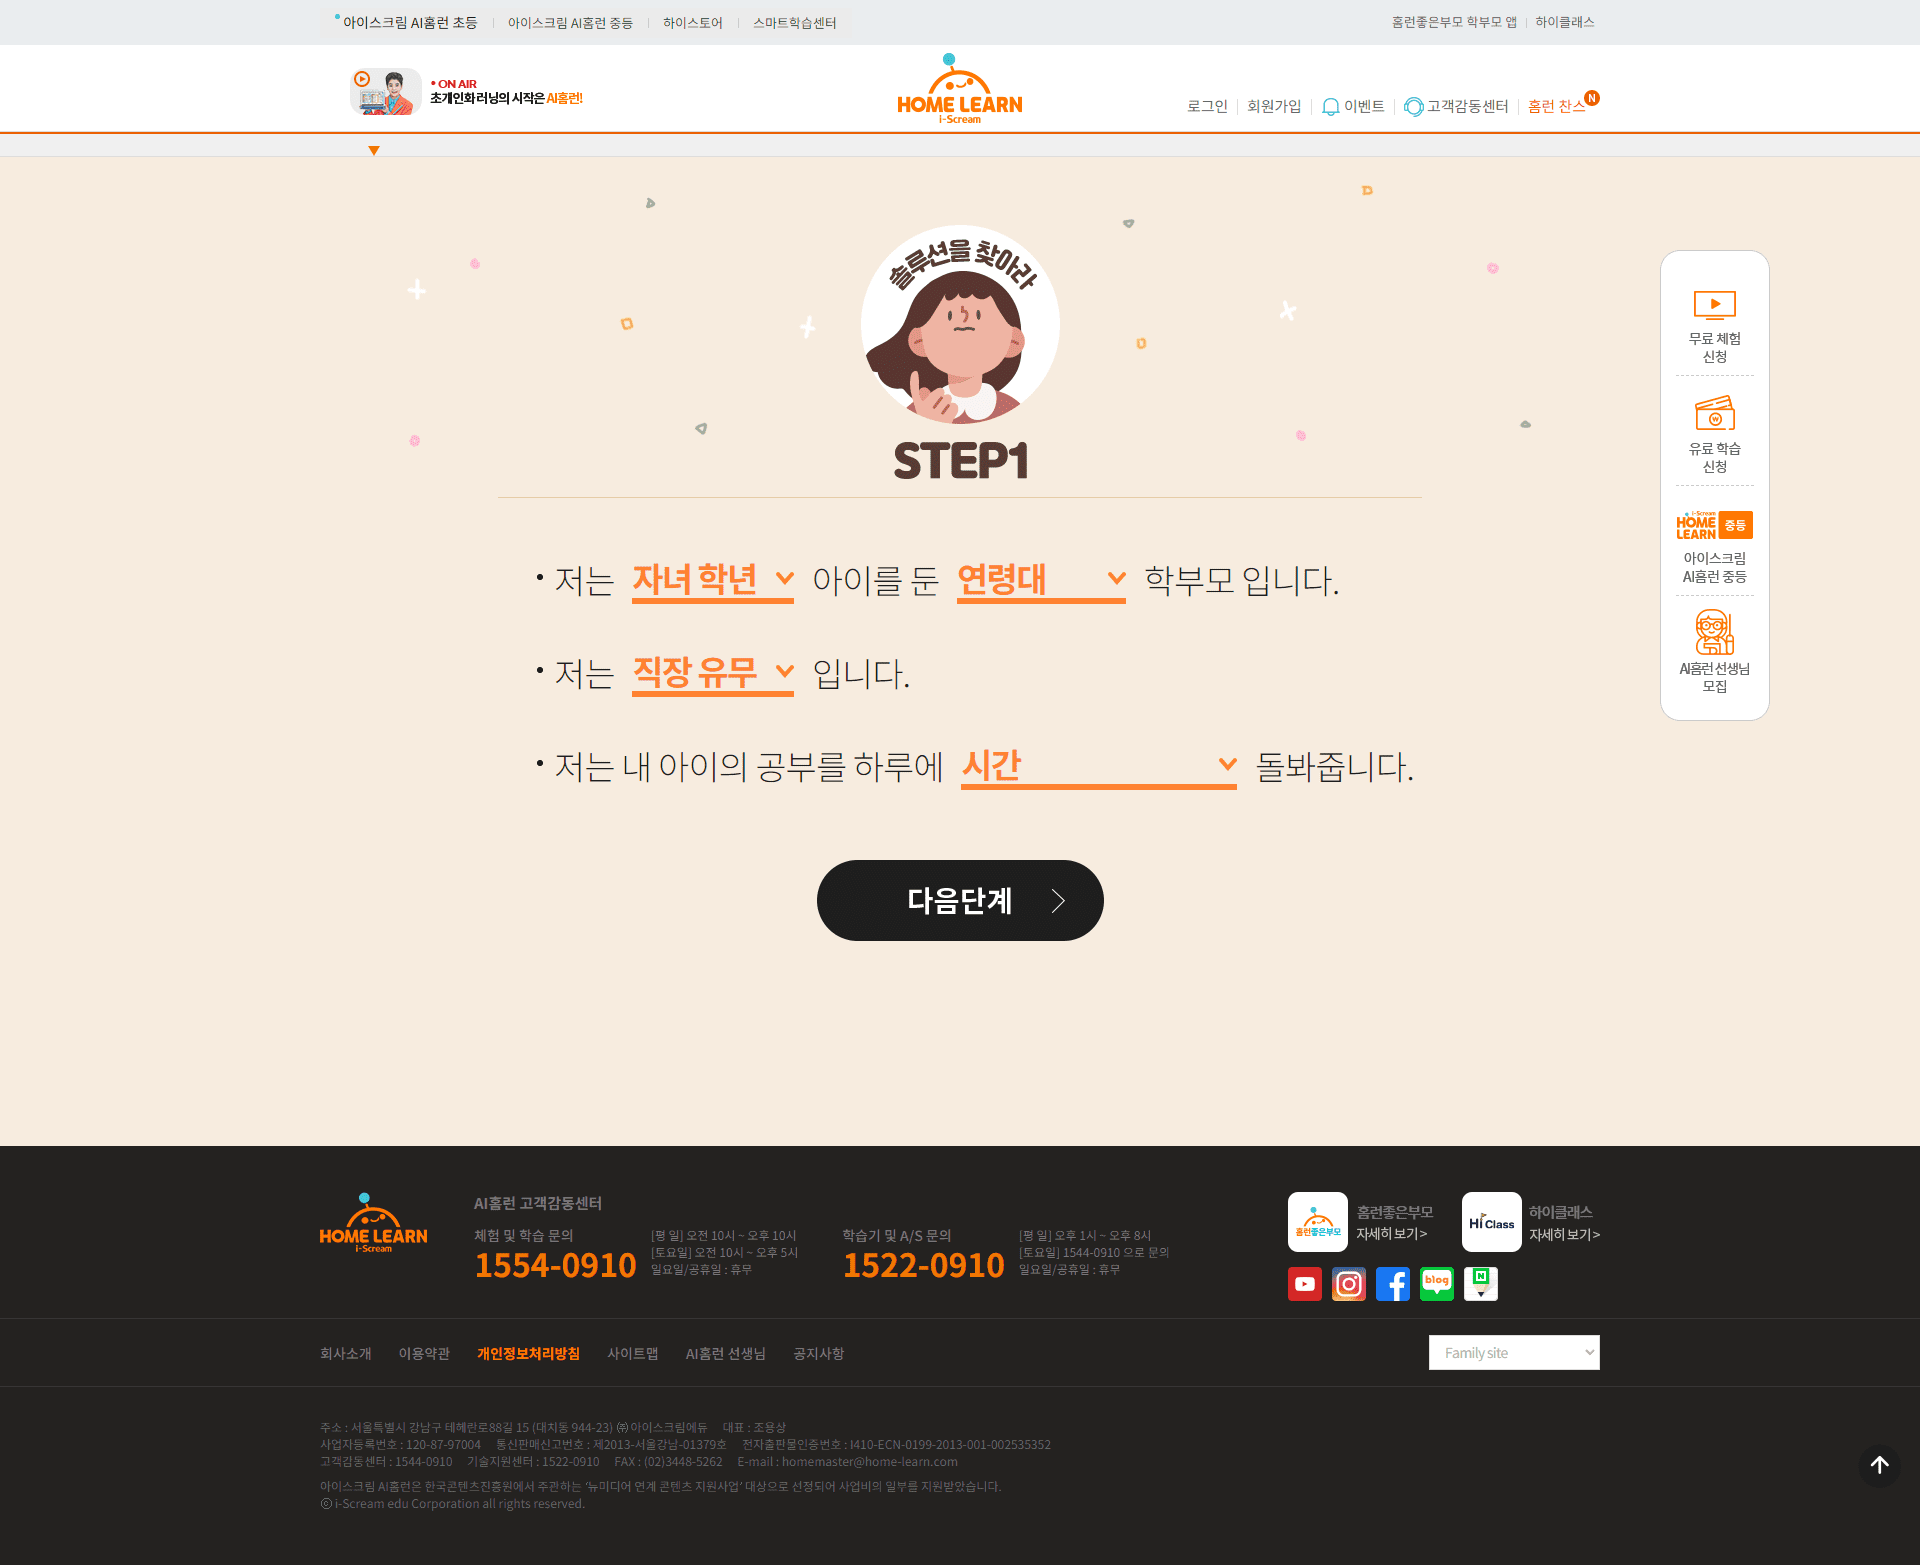 아이스크림 AI홈런 초등
아이스크림 AI홈런 중등
하이스토어
스마트학습센터
홈런좋은부모 학부모 앱
하이클래스
ON AIR
초개인화 러닝의 시작은 AI홈런!
HOME LEARN
i-Scream
로그인
회원가입
이벤트
고객감동센터
홈런 찬스
N
솔루션을 찾아라
STEP1
• 저는 자녀 학년 아이를 둔 연령대 학부모 입니다.
• 저는 직장 유무 입니다.
• 저는 내 아이의 공부를 하루에 시간 돌봐줍니다.
다음단계
무료 체험
신청
유료 학습
신청
i-Scream
HOME
LEARN
중등
아이스크림
AI홈런 중등
AI홈런 선생님
모집
HOME LEARN
i-Scream
AI홈런 고객감동센터
체험 및 학습 문의
1554-0910
[평 일] 오전 10시 ~ 오후 10시
[토요일] 오전 10시 ~ 오후 5시
일요일/공휴일 : 휴무
학습기 및 A/S 문의
1522-0910
[평 일] 오후 1시 ~ 오후 8시
[토요일] 1544-0910 으로 문의
일요일/공휴일 : 휴무
홈런좋은부모
홈런좋은부모
자세히 보기 >
Hi Class
하이클래스
자세히 보기 >
blog
N
회사소개
이용약관
개인정보처리방침
사이트맵
AI홈런 선생님
공지사항
Family site
주소 : 서울특별시 강남구 테헤란로88길 15 (대치동 944-23) ㈜ 아이스크림에듀 대표 : 조용상
사업자등록번호 : 120-87-97004 통신판매신고번호 : 제2013-서울강남-01379호 전자출판물인증번호 : I410-ECN-0199-2013-001-002535352
고객감동센터 : 1544-0910 기술지원센터 : 1522-0910 FAX : (02)3448-5262 E-mail : homemaster@home-learn.com
아이스크림 AI홈런은 한국콘텐츠진흥원에서 주관하는 '뉴미디어 연계 콘텐츠 지원사업' 대상으로 선정되어 사업비의 일부를 지원받았습니다.
ⓒ i-Scream edu Corporation all rights reserved.